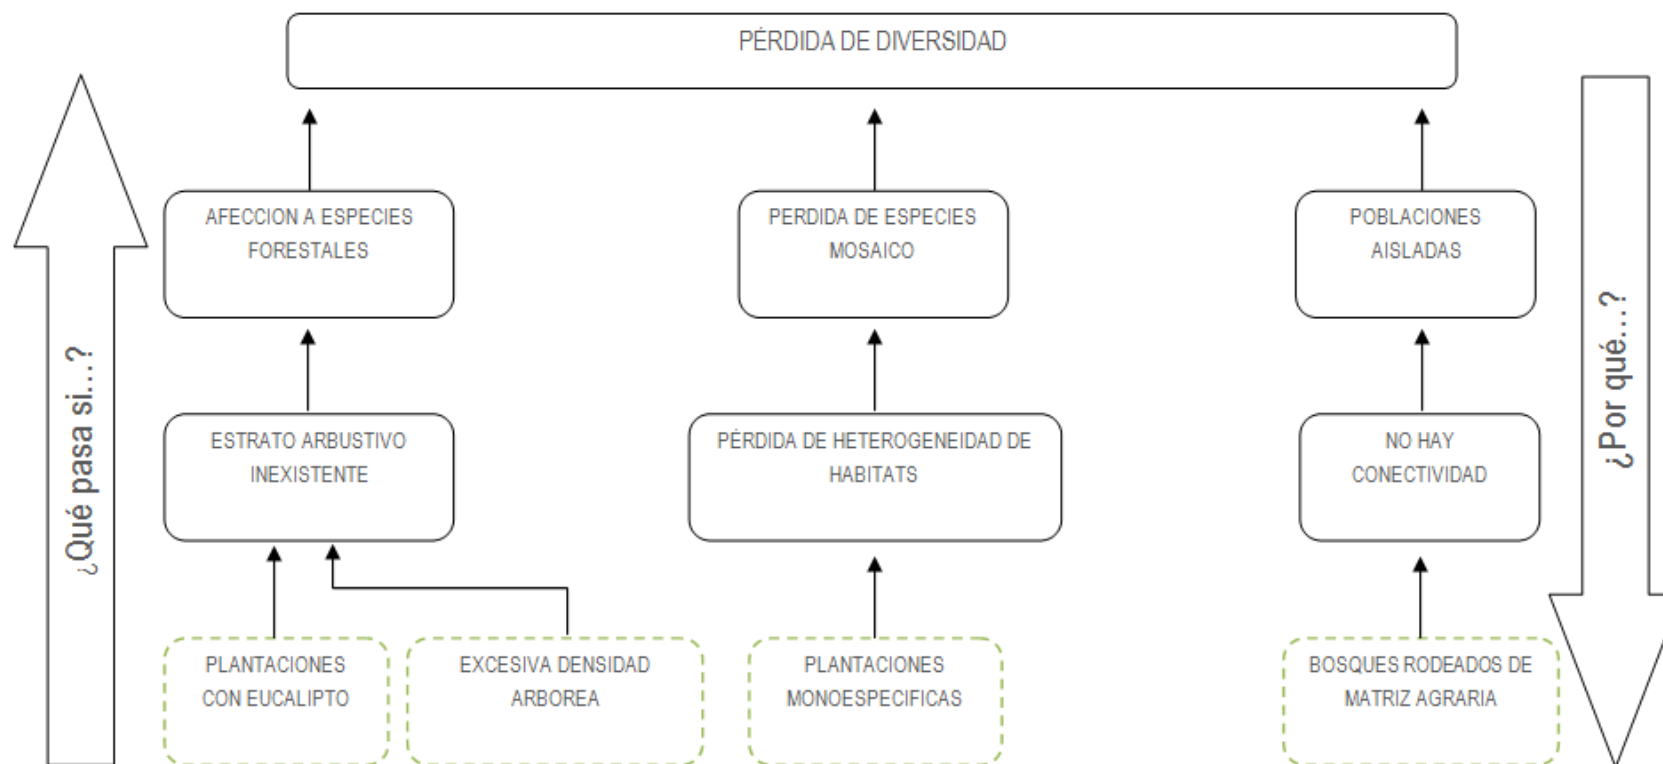 PÉRDIDA DE DIVERSIDAD
¿Qué pasa si...?
AFECCION A ESPECIES
FORESTALES
PERDIDA DE ESPECIES
MOSAICO
POBLACIONES
AISLADAS
¿Por qué...?
ESTRATO ARBUSTIVO
INEXISTENTE
PÉRDIDA DE HETEROGENEIDAD DE
HABITATS
NO HAY
CONECTIVIDAD
PLANTACIONES
CON EUCALIPTO
EXCESIVA DENSIDAD
ARBOREA
PLANTACIONES
MONOESPECIFICAS
BOSQUES RODEADOS DE
MATRIZ AGRARIA